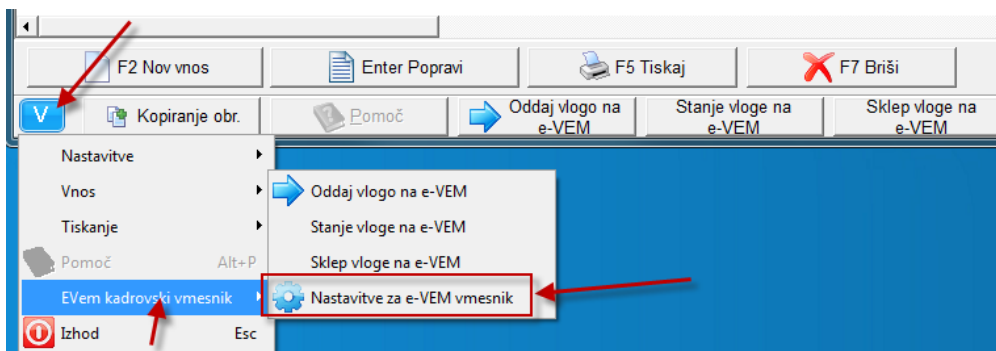 F2 Nov vnos
Enter Popravi
F5 Tiskaj
F7 Briši
V
Kopiranje obr.
Pomoč
Oddaj vlogo na
e-VEM
Stanje vloge na
e-VEM
Sklep vloge na
e-VEM
Nastavitve
Vnos
Tiskanje
Pomoč Alt+P
EVem kadrovski vmesnik
Izhod Esc
Oddaj vlogo na e-VEM
Stanje vloge na e-VEM
Sklep vloge na e-VEM
Nastavitve za e-VEM vmesnik